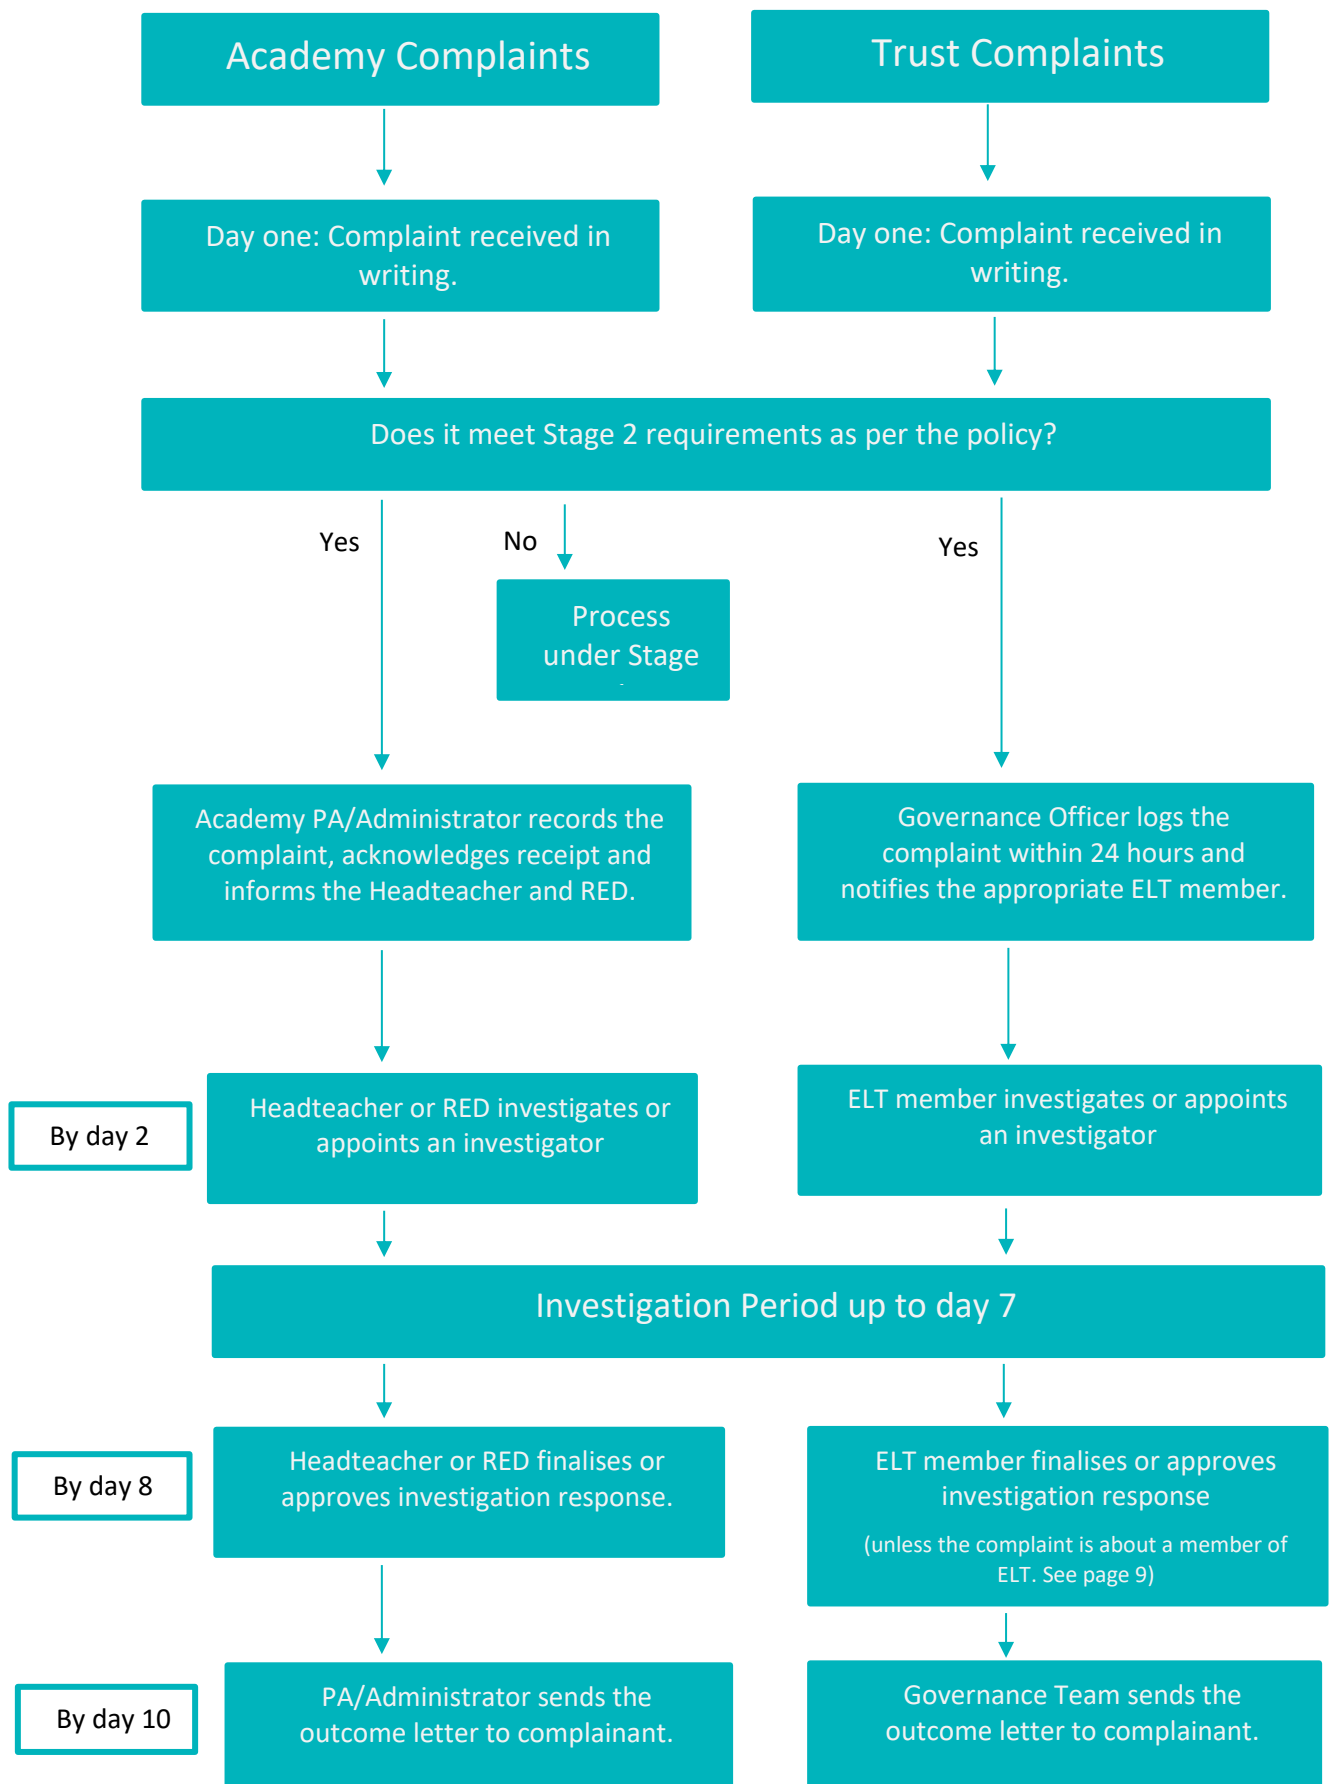 Academy Complaints
Trust Complaints
Day one: Complaint received in
writing.
Day one: Complaint received in
writing.
Does it meet Stage 2 requirements as per the policy?
Yes
No
Yes
Process
under Stage
Academy PA/Administrator records the
complaint, acknowledges receipt and
informs the Headteacher and RED.
Governance Officer logs the
complaint within 24 hours and
notifies the appropriate ELT member.
By day 2
Headteacher or RED investigates or
appoints an investigator
ELT member investigates or appoints
an investigator
Investigation Period up to day 7
By day 8
Headteacher or RED finalises or
approves investigation response.
ELT member finalises or approves
investigation response
(unless the complaint is about a member of
ELT. See page 9)
By day 10
PA/Administrator sends the
outcome letter to complainant.
Governance Team sends the
outcome letter to complainant.